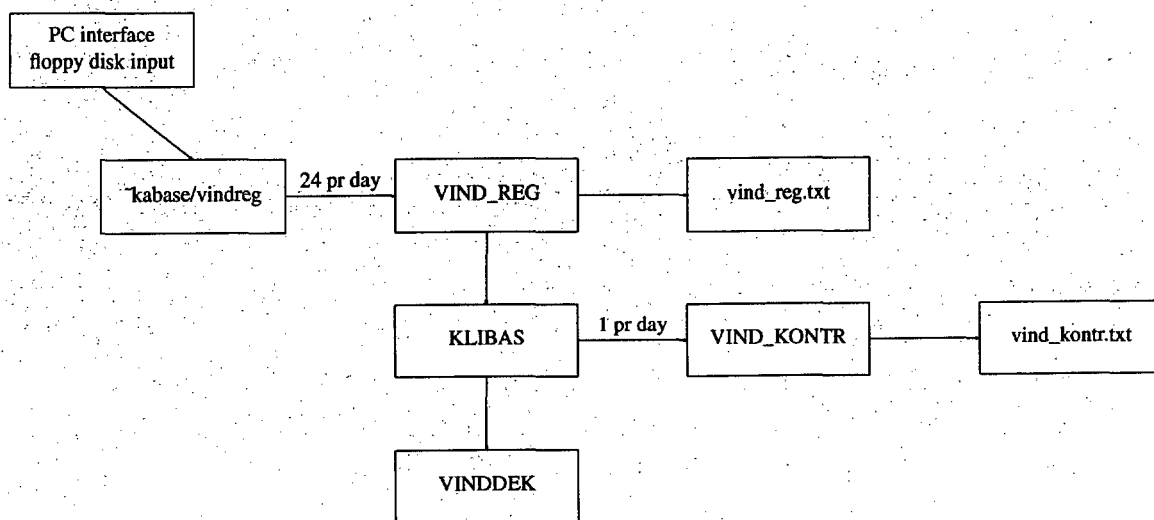 PC interface
floppy disk input
~kabase/vindreg
24 pr day
VIND_REG
vind_reg.txt
KLIBAS
1 pr day
VIND_KONTR
vind_kontr.txt
VINDDEK